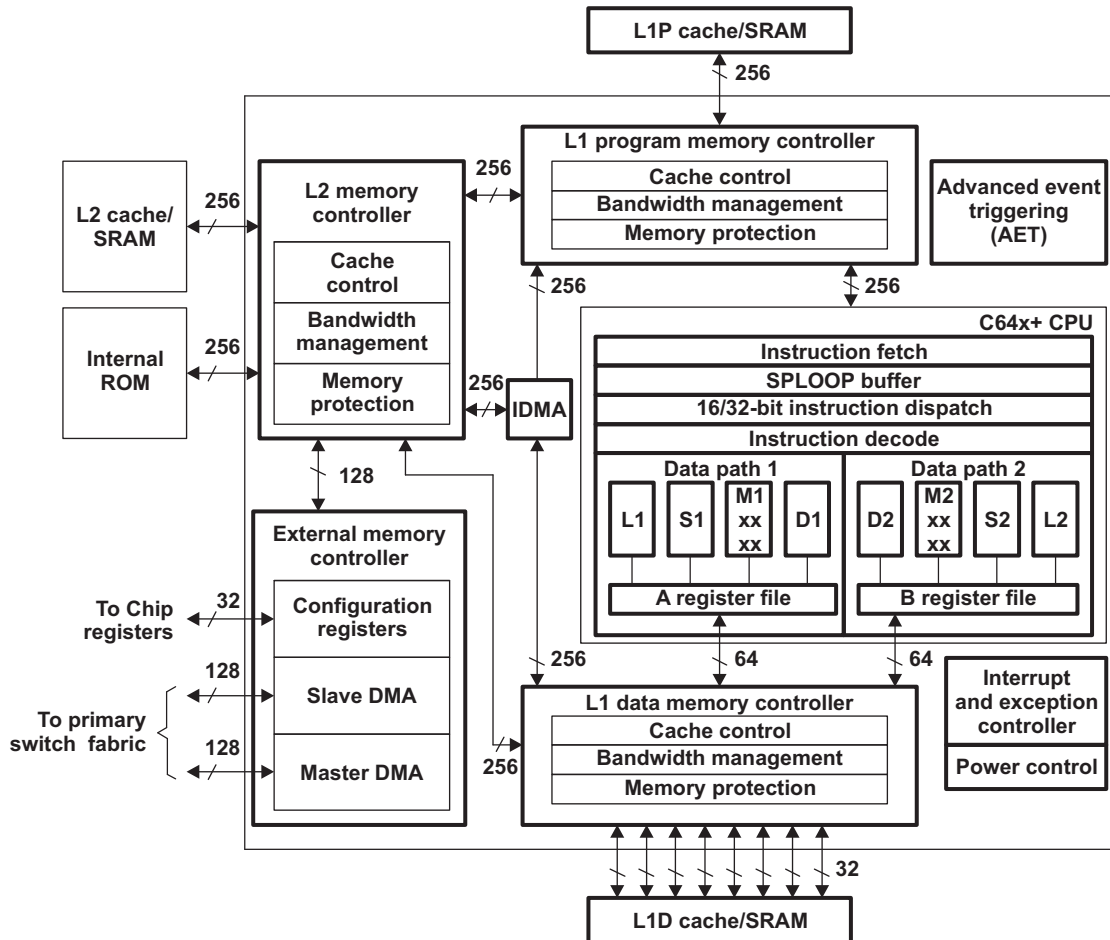 L1P cache/SRAM
256
L1 program memory controller
Cache control
Bandwidth management
Memory protection
256
Advanced event
triggering
(AET)
L2 cache/
SRAM
256
L2 memory
controller
Cache
control
Bandwidth
management
Memory
protection
Internal
ROM
256
256
256
256
IDMA
C64x+ CPU
Instruction fetch
SPLOOP buffer
16/32-bit instruction dispatch
Instruction decode
Data path 1
Data path 2
L1
S1
M1
xx
xx
D1
D2
M2
xx
xx
S2
L2
A register file
B register file
128
External memory
controller
Configuration
registers
Slave DMA
Master DMA
To Chip
registers
32
128
To primary
switch fabric
128
256
64
64
256
L1 data memory controller
Cache control
Bandwidth management
Memory protection
Interrupt
and exception
controller
Power control
32
L1D cache/SRAM